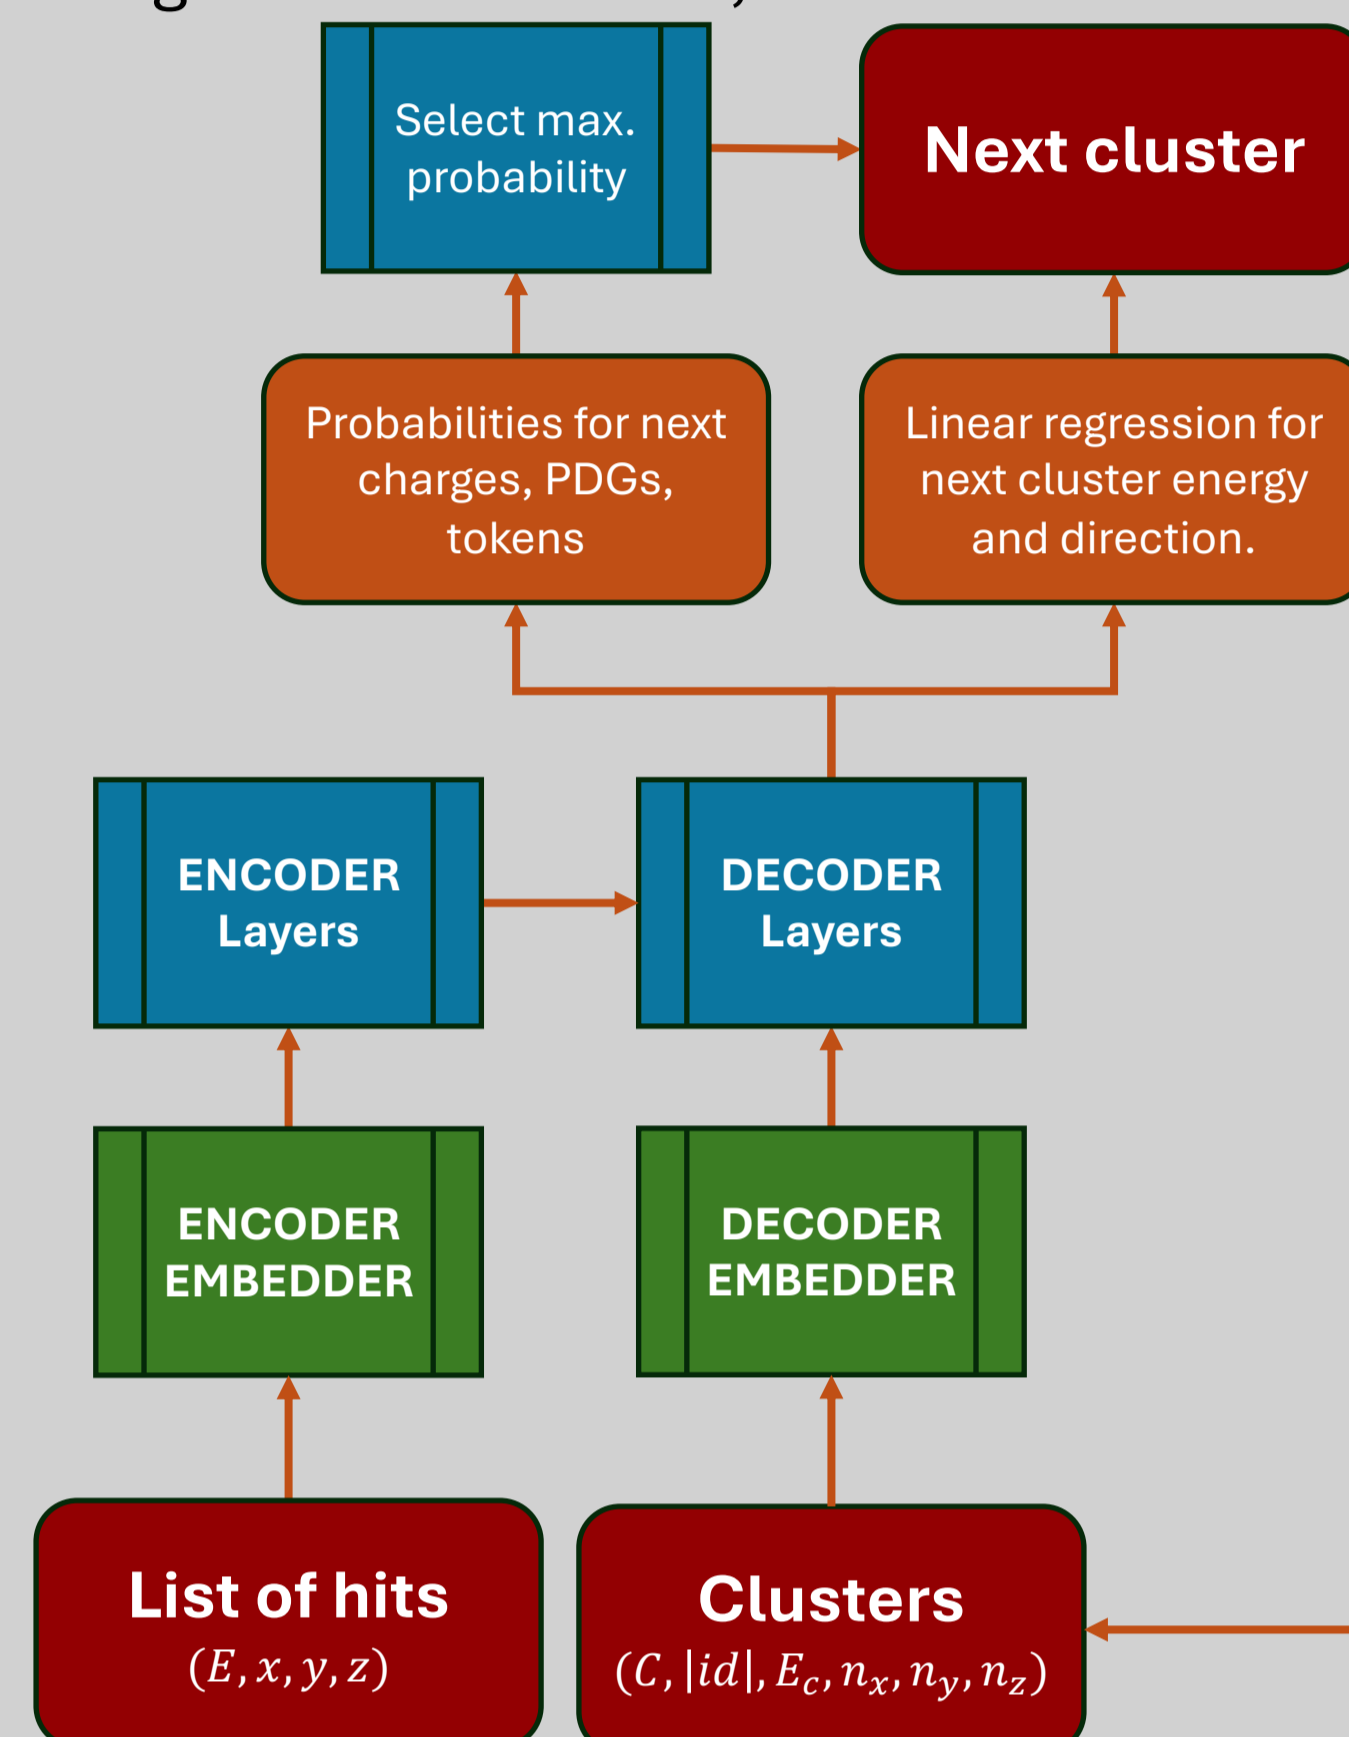 Select max.
probability
Next cluster
Probabilities for next
charges, PDGs,
tokens
Linear regression for
next cluster energy
and direction.
ENCODER
Layers
DECODER
Layers
ENCODER
EMBEDDER
DECODER
EMBEDDER
List of hits
(E, x, y, z)
Clusters
(C, |id|, E_c, n_x, n_y, n_z)